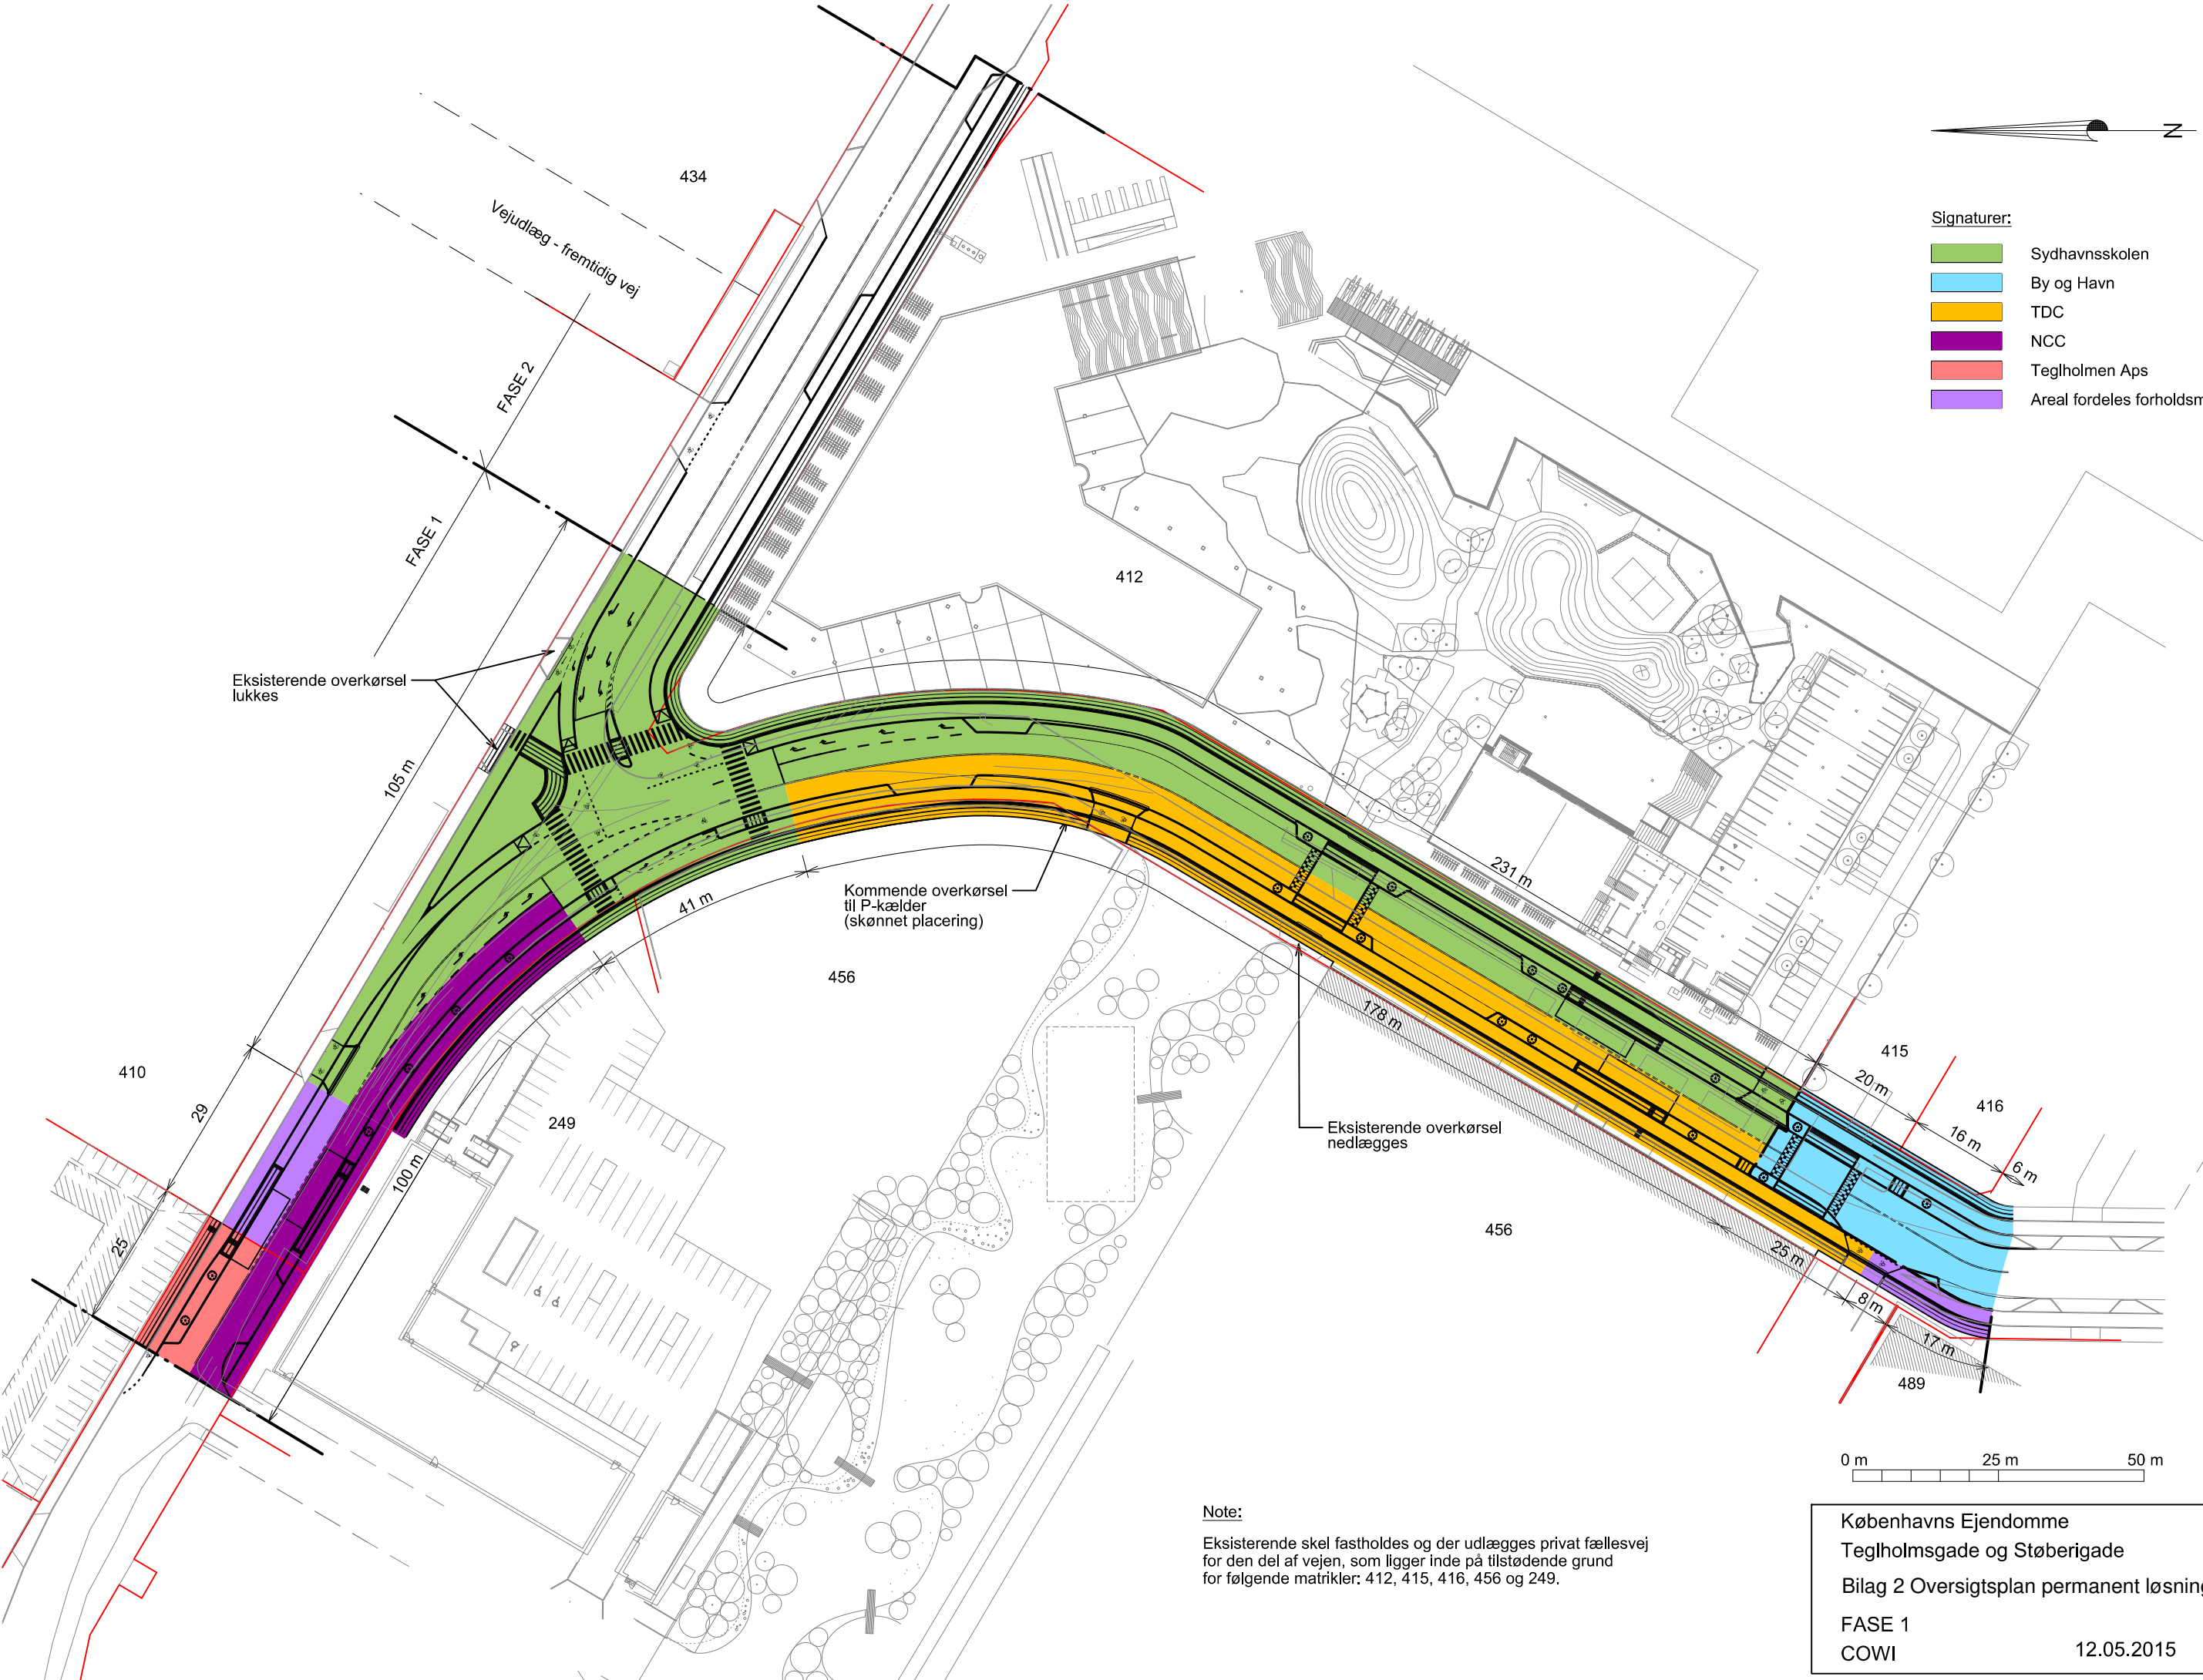 434
Vejudlæg - fremtidig vej
FASE 2
FASE 1
N
Signaturer:
Sydhavnsskolen
By og Havn
TDC
NCC
Teglholmen Aps
Areal fordeles forholdsm
412
Eksisterende overkørsel
lukkes
105 m
41 m
Kommende overkørsel
til P-kælder
(skønnet placering)
231 m
456
178 m
410
29
249
100 m
25
Eksisterende overkørsel
nedlægges
415
20 m
416
16 m
6 m
456
25 m
8 m
17 m
489
0 m 25 m 50 m
Note:
Eksisterende skel fastholdes og der udlægges privat fællesvej
for den del af vejen, som ligger inde på tilstødende grund
for følgende matrikler: 412, 415, 416, 456 og 249.
Københavns Ejendomme
Teglholmsgade og Støberigade
Bilag 2 Oversigtsplan permanent løsning
FASE 1
COWI 12.05.2015